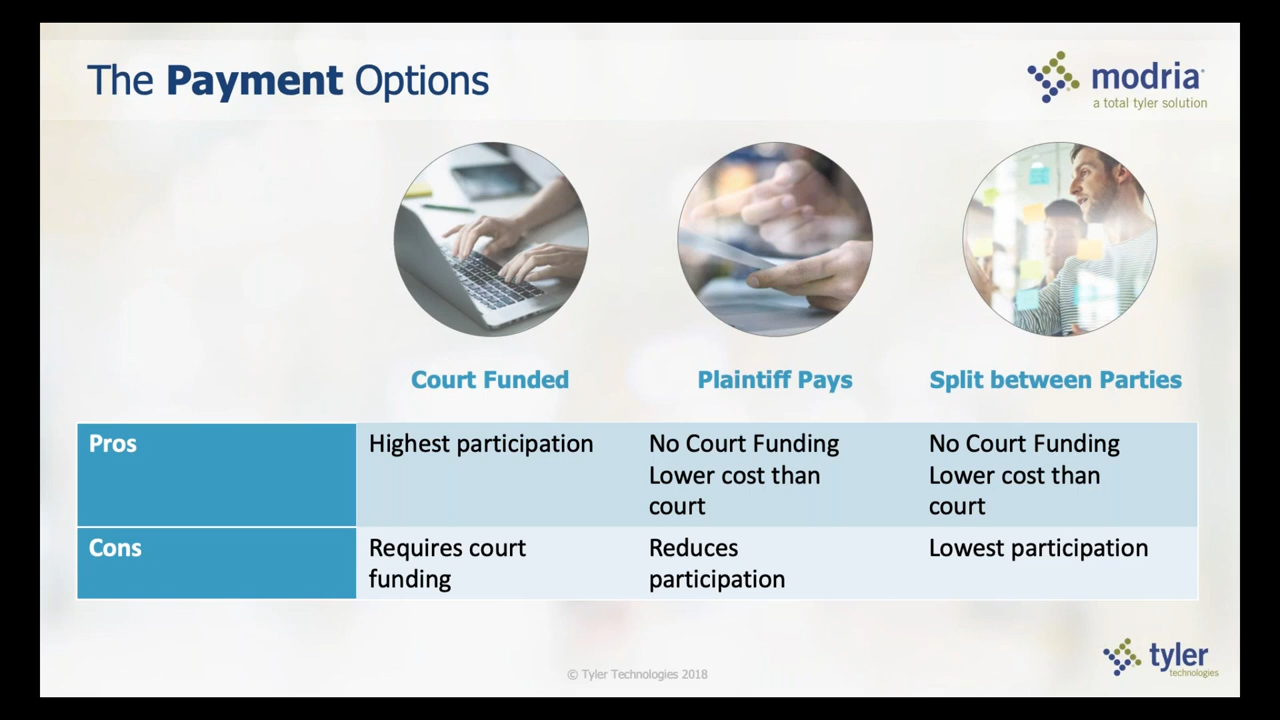 The Payment Options
modria
a total tyler solution
Court Funded
Plaintiff Pays
Split between Parties
Pros
Highest participation
No Court Funding
Lower cost than
court
No Court Funding
Lower cost than
court
Cons
Requires court
funding
Reduces
participation
Lowest participation
© Tyler Technologies 2018
tyler
technologies